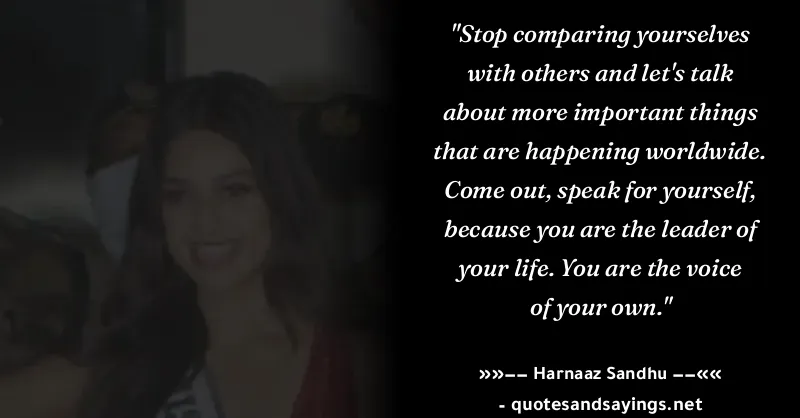 "Stop comparing yourselves
with others and let's talk
about more important things
that are happening worldwide.
Come out, speak for yourself,
because you are the leader of
your life. You are the voice
of your own."
»»−− Harnaaz Sandhu −−««
- quotesandsayings.net